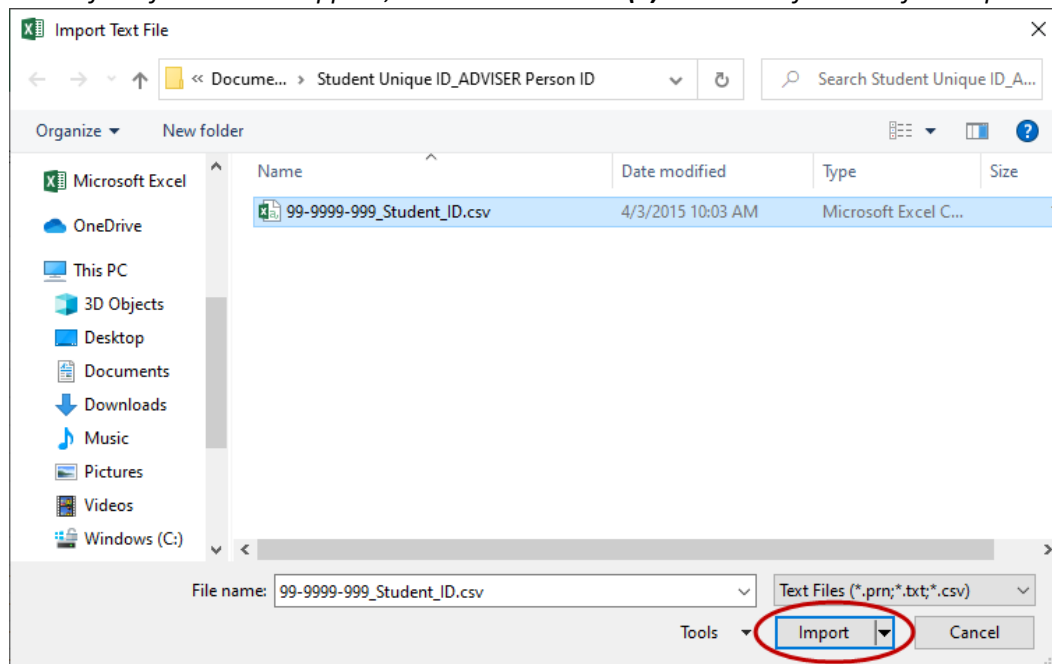 Import Text File
« Docume... › Student Unique ID_ADVISER Person ID
Search Student Unique ID_A...
Organize
New folder
Name Date modified Type Size
99-9999-999_Student_ID.csv 4/3/2015 10:03 AM Microsoft Excel C...
Microsoft Excel
OneDrive
This PC
3D Objects
Desktop
Documents
Downloads
Music
Pictures
Videos
Windows (C:)
File name: 99-9999-999_Student_ID.csv Text Files (*.prn;*.txt;*.csv)
Tools Import Cancel